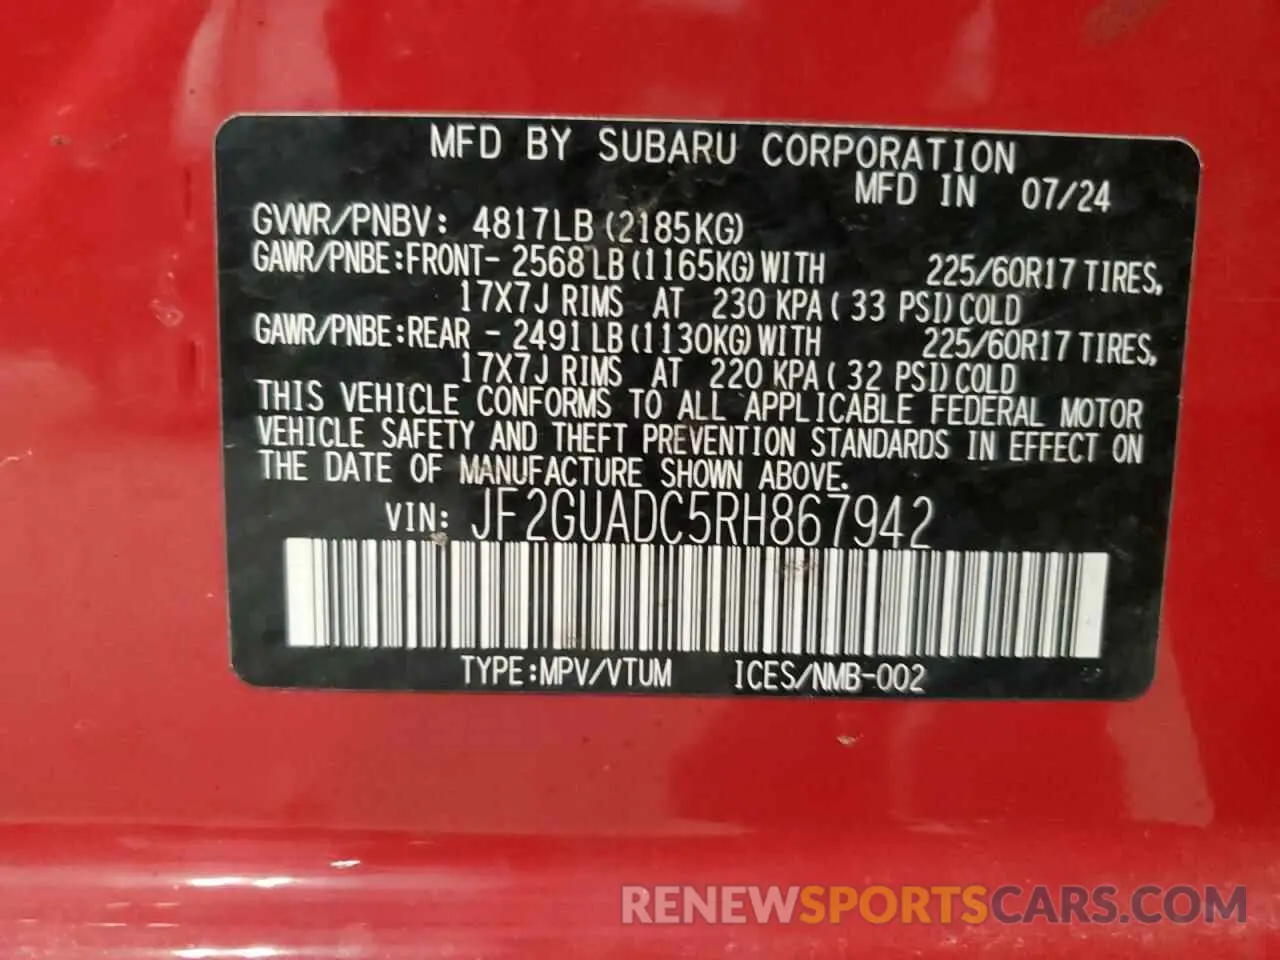 MFD BY SUBARU CORPORATION
MFD IN 07/24
GVWR/PNBV: 4817LB (2185KG)
GAWR/PNBE:FRONT- 2568LB (1165KG) WITH 225/60R17 TIRES,
17X7J RIMS AT 230 KPA ( 33 PSI) COLD
GAWR/PNBE:REAR - 2491LB (1130KG) WITH 225/60R17 TIRES,
17X7J RIMS AT 220 KPA ( 32 PSI) COLD
THIS VEHICLE CONFORMS TO ALL APPLICABLE FEDERAL MOTOR
VEHICLE SAFETY AND THEFT PREVENTION STANDARDS IN EFFECT ON
THE DATE OF MANUFACTURE SHOWN ABOVE.
VIN: JF2GUADC5RH867942
TYPE:MPV/VTUM ICES/NMB-002
RENEWSPORTSCARS.COM